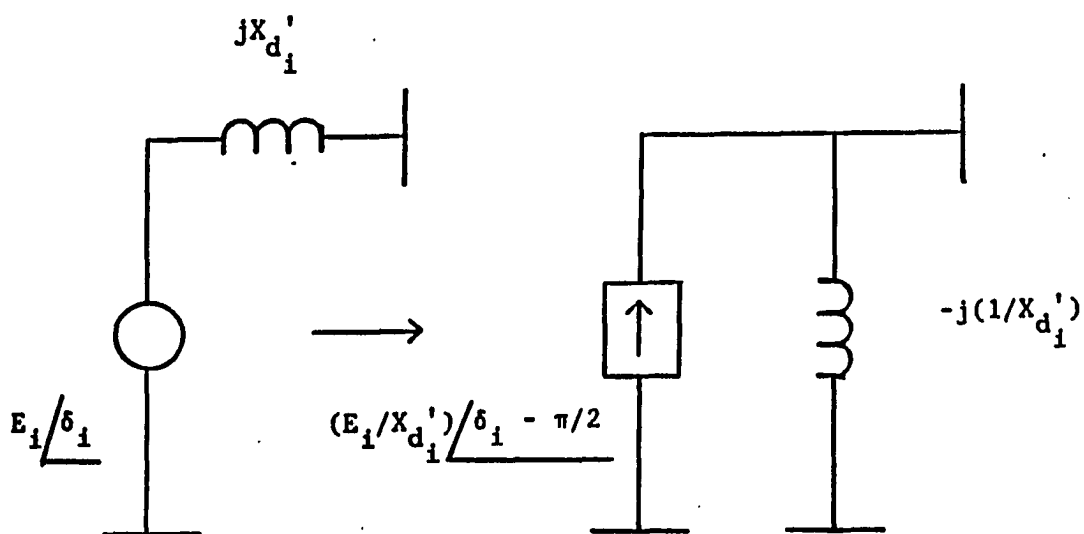 jX_{d_i}'
-j(1/X_{d_i}')
E_i/δ_i
(E_i/X_{d_i}')/δ_i - π/2